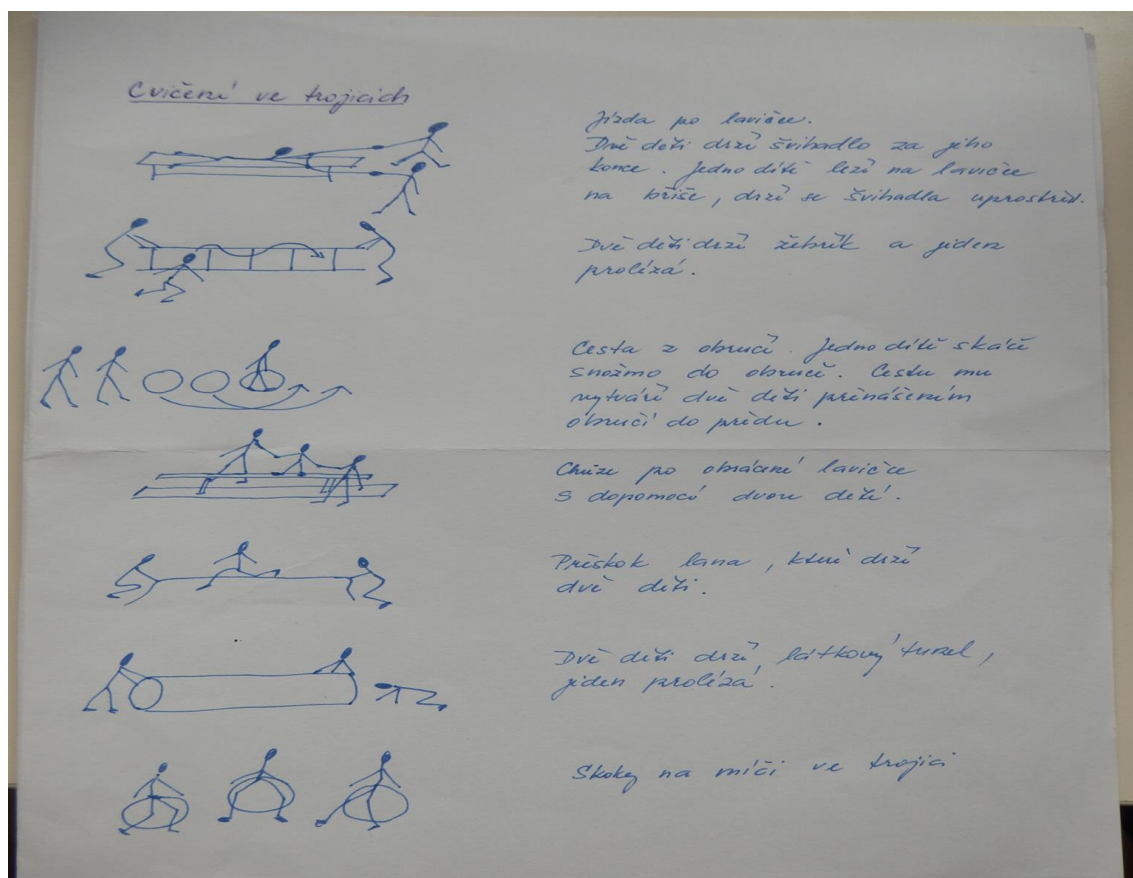 Cvičení ve trojicích
Jízda po lavičce.
Dvě děti drží švihadlo za jeho
konce. Jedno dítě leží na lavičce
na břiše, drží se švihadla uprostřed.
Dvě děti drží žebřík a jeden
prolézá.
Cesta z obručí. Jedno dítě skáče
snožmo do obručí. Cestu mu
vytváří dvě děti přinášením
obručí do předu.
Chůze po obrácené lavičce
s dopomocí dvou dětí.
Přeskok lana, které drží
dvě děti.
Dvě děti drží látkový tunel,
jeden prolézá.
Skoky na míči ve trojici